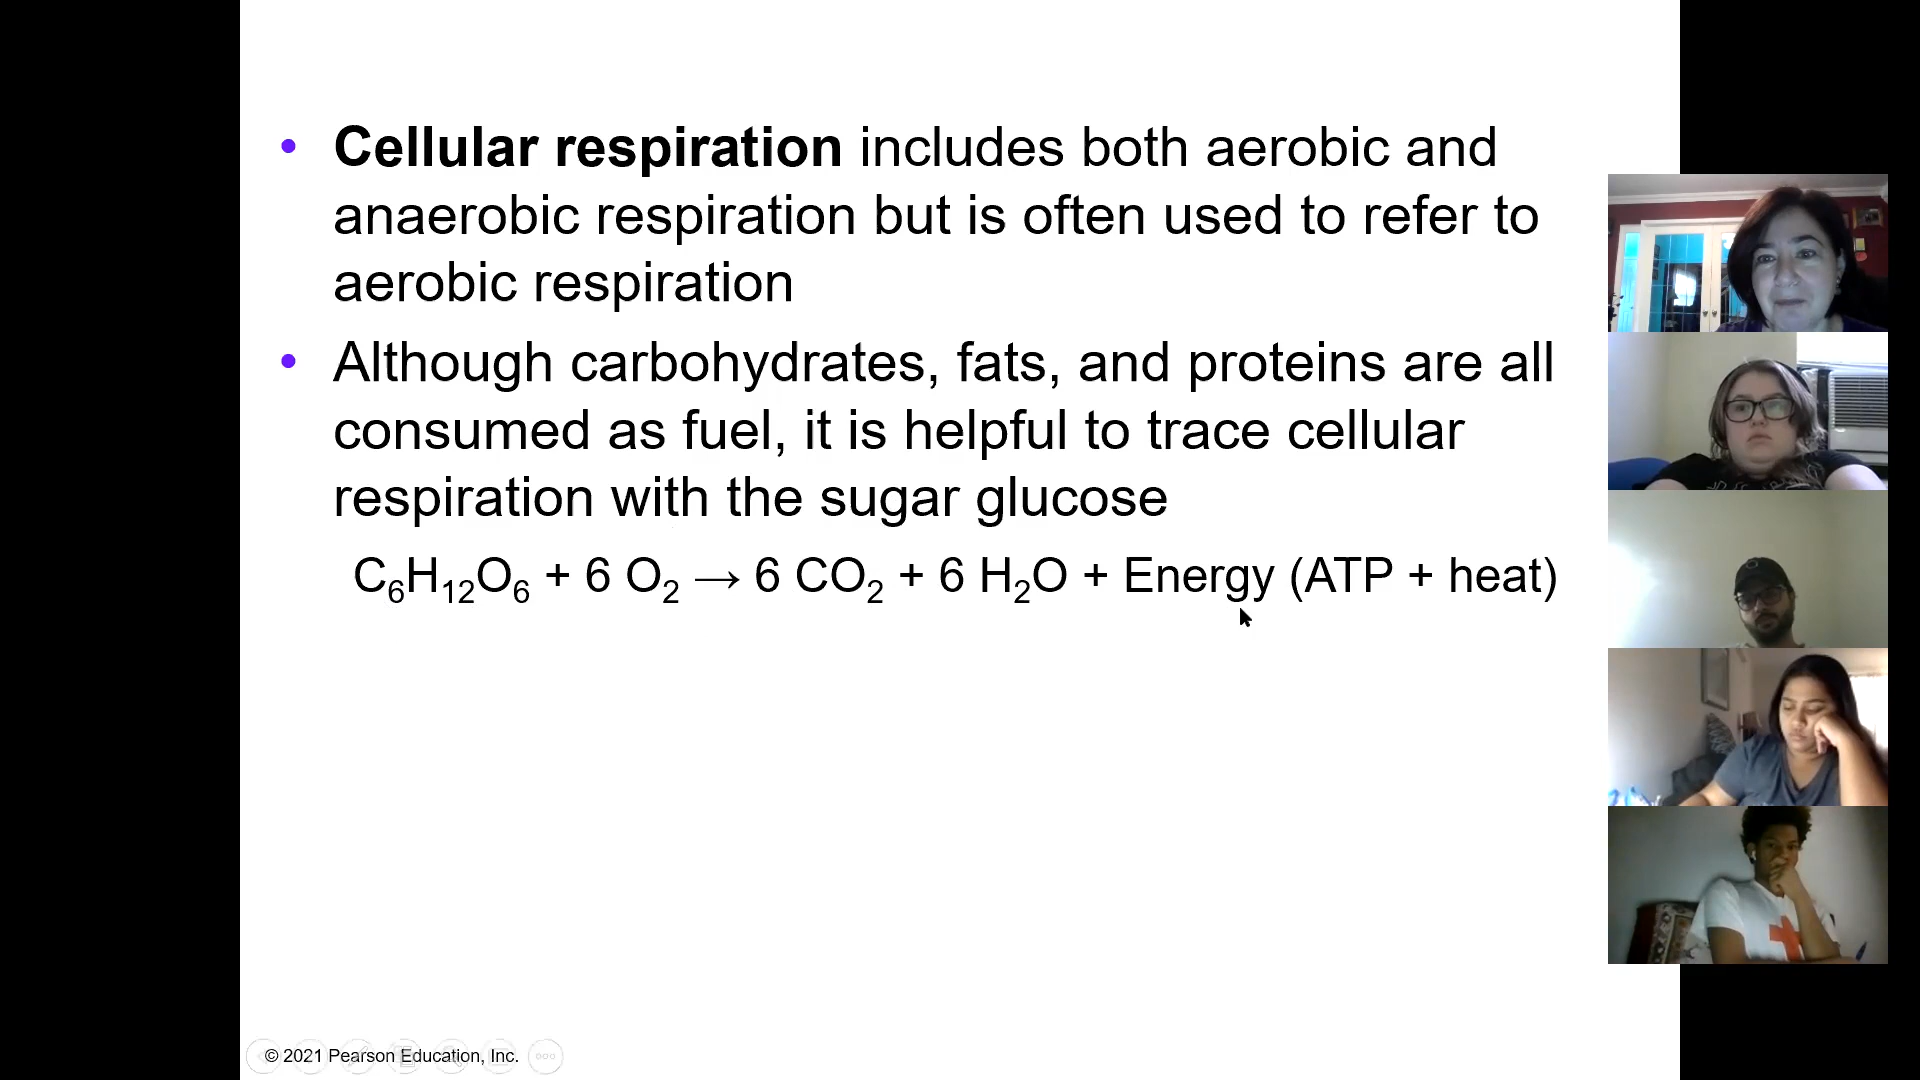 • Cellular respiration includes both aerobic and
anaerobic respiration but is often used to refer to
aerobic respiration
• Although carbohydrates, fats, and proteins are all
consumed as fuel, it is helpful to trace cellular
respiration with the sugar glucose
C₆H₁₂O₆ + 6 O₂ → 6 CO₂ + 6 H₂O + Energy (ATP + heat)
© 2021 Pearson Education, Inc.